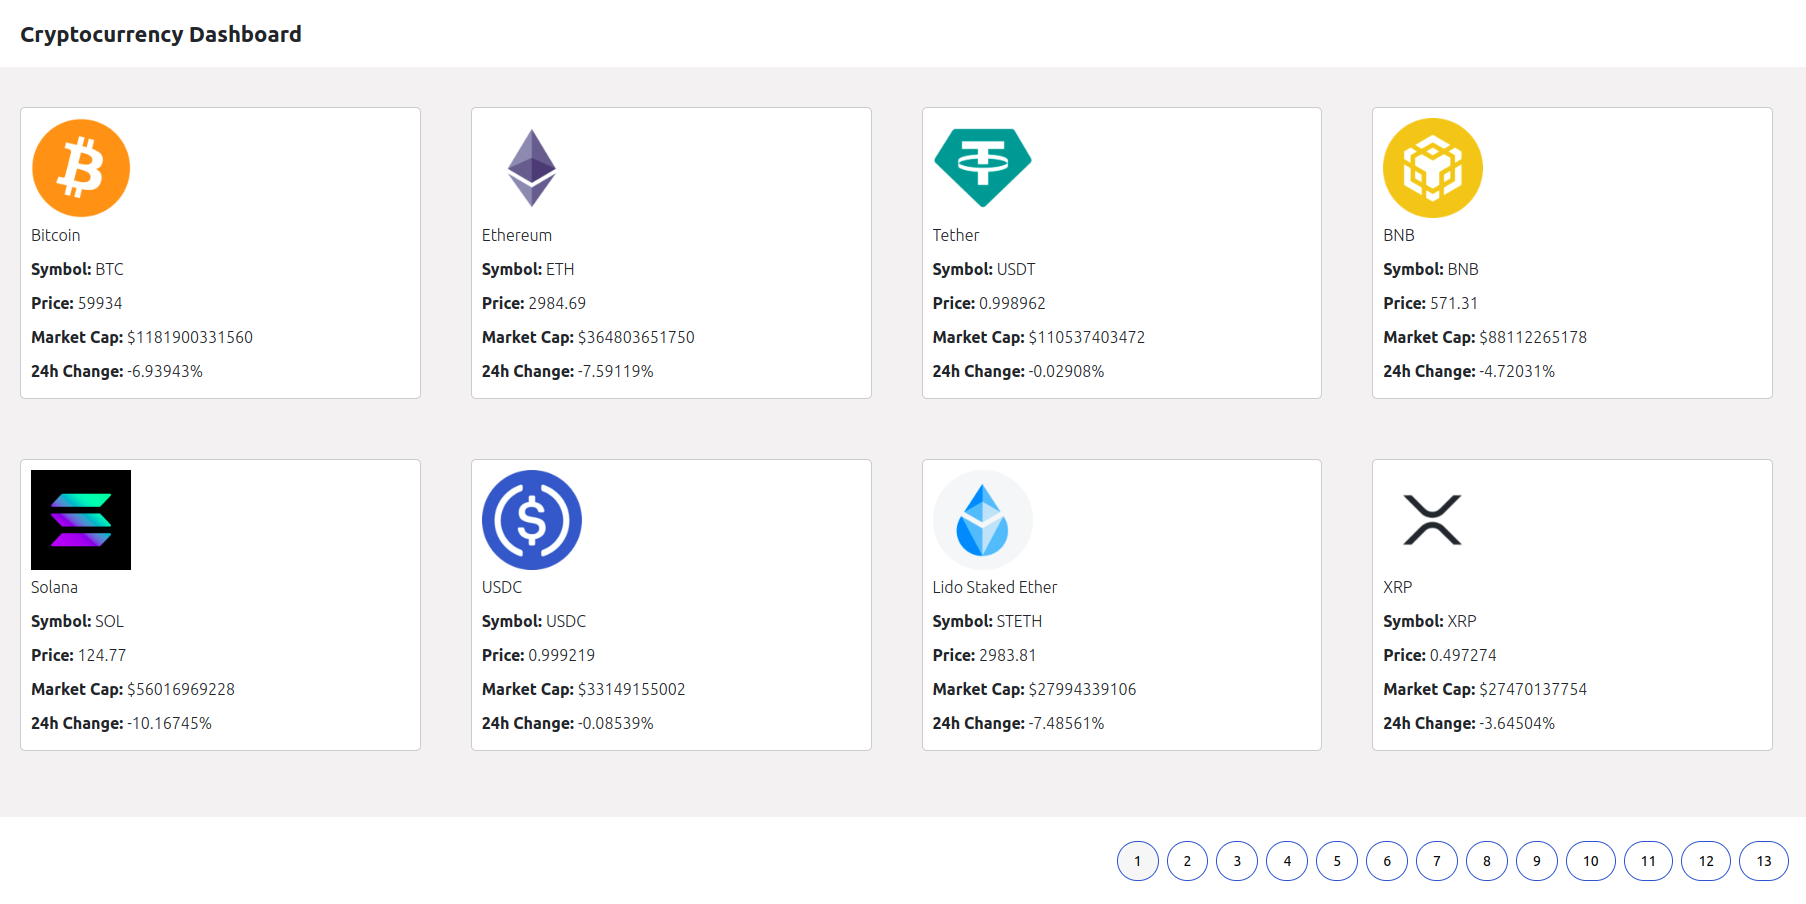 Cryptocurrency Dashboard
Bitcoin
Symbol: BTC
Price: 59934
Market Cap: $1181900331560
24h Change: -6.93943%
Ethereum
Symbol: ETH
Price: 2984.69
Market Cap: $364803651750
24h Change: -7.59119%
Tether
Symbol: USDT
Price: 0.998962
Market Cap: $110537403472
24h Change: -0.02908%
BNB
Symbol: BNB
Price: 571.31
Market Cap: $88112265178
24h Change: -4.72031%
Solana
Symbol: SOL
Price: 124.77
Market Cap: $56016969228
24h Change: -10.16745%
USDC
Symbol: USDC
Price: 0.999219
Market Cap: $33149155002
24h Change: -0.08539%
Lido Staked Ether
Symbol: STETH
Price: 2983.81
Market Cap: $27994339106
24h Change: -7.48561%
XRP
Symbol: XRP
Price: 0.497274
Market Cap: $27470137754
24h Change: -3.64504%
1 2 3 4 5 6 7 8 9 10 11 12 13